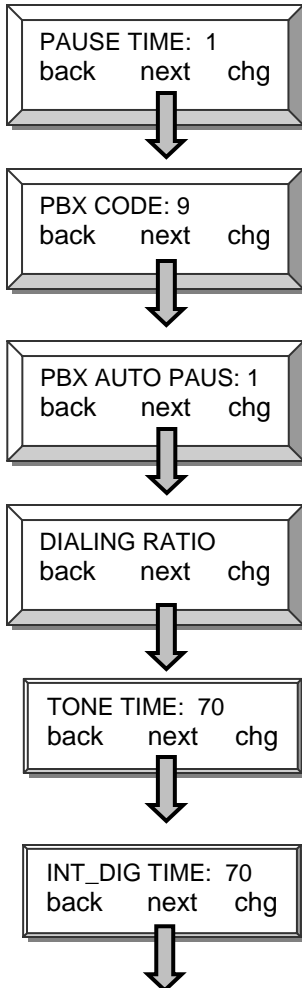 PAUSE TIME: 1
back next chg
PBX CODE: 9
back next chg
PBX AUTO PAUS: 1
back next chg
DIALING RATIO
back next chg
TONE TIME: 70
back next chg
INT_DIG TIME: 70
back next chg